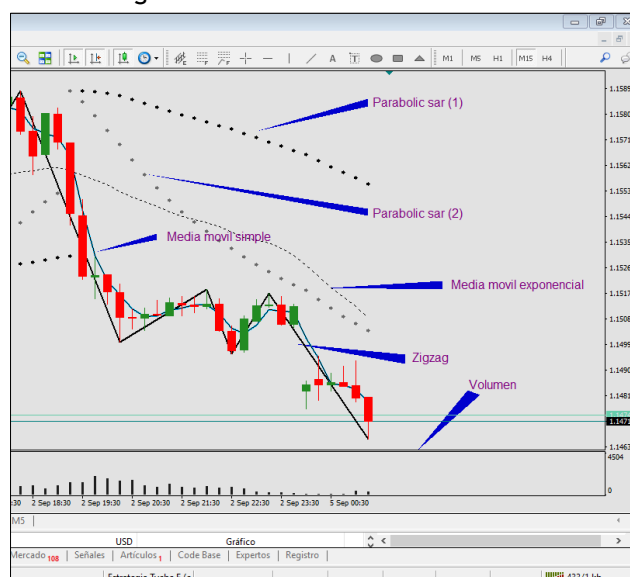 M1 M5 H1 M15 H4
1.1589
Parabolic sar (1)
1.1580
1.1571
1.1562
1.1553
Parabolic sar (2)
1.1544
Media movil simple
1.1535
1.1526
Media movil exponencial
1.1517
1.1508
1.1499
Zigzag
1.1490
Volumen
1.1481
1.1473
1.1463
4504
0
:30 2 Sep 18:30 2 Sep 19:30 2 Sep 20:30 2 Sep 21:30 2 Sep 22:30 2 Sep 23:30 5 Sep 00:30
M5
USD Gráfico
Mercado 108 Señales Artículos 1 Code Base Expertos Registro